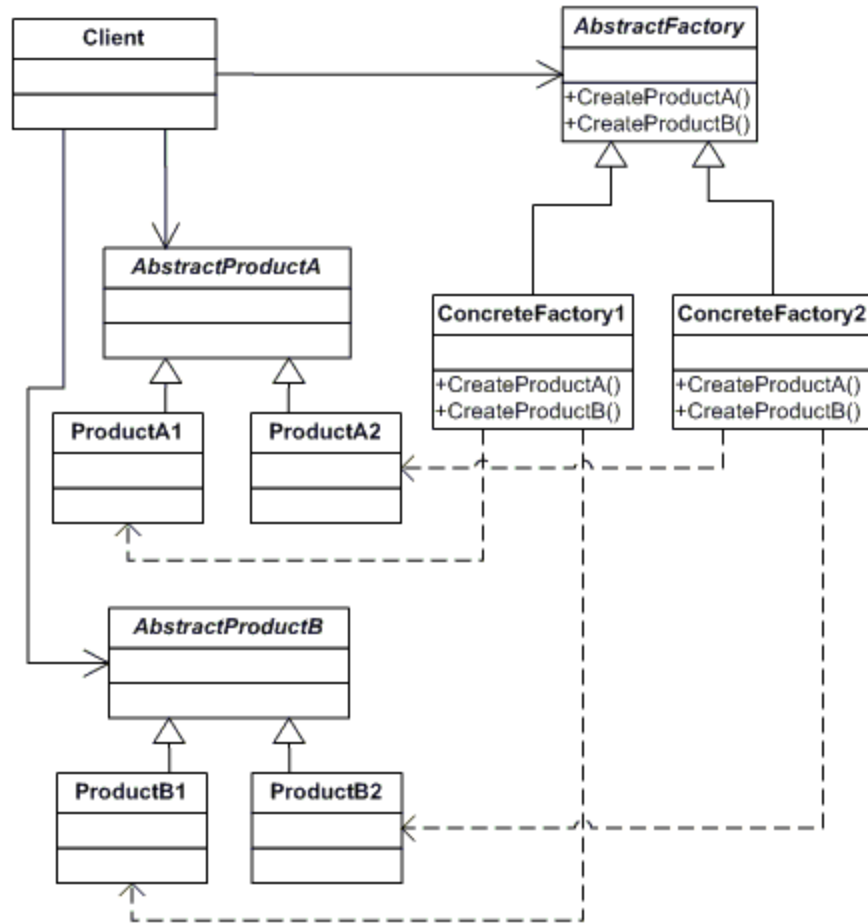 Client
AbstractFactory
+CreateProductA()
+CreateProductB()
AbstractProductA
ConcreteFactory1
ConcreteFactory2
+CreateProductA()
+CreateProductB()
+CreateProductA()
+CreateProductB()
ProductA1
ProductA2
AbstractProductB
ProductB1
ProductB2